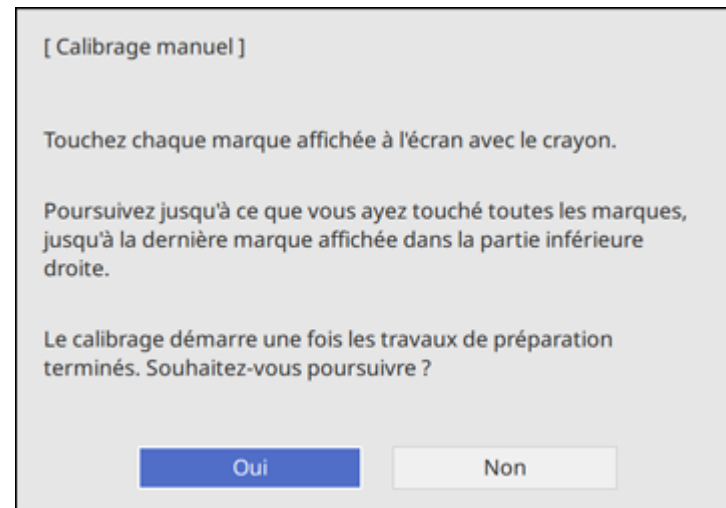 [ Calibrage manuel ]
Touchez chaque marque affichée à l'écran avec le crayon.
Poursuivez jusqu'à ce que vous ayez touché toutes les marques,
jusqu'à la dernière marque affichée dans la partie inférieure
droite.
Le calibrage démarre une fois les travaux de préparation
terminés. Souhaitez-vous poursuivre ?
Oui Non